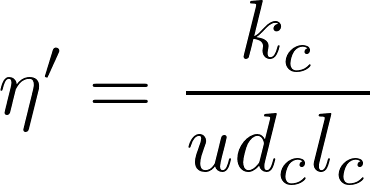 η′ = k_c / (u d_c l_c)